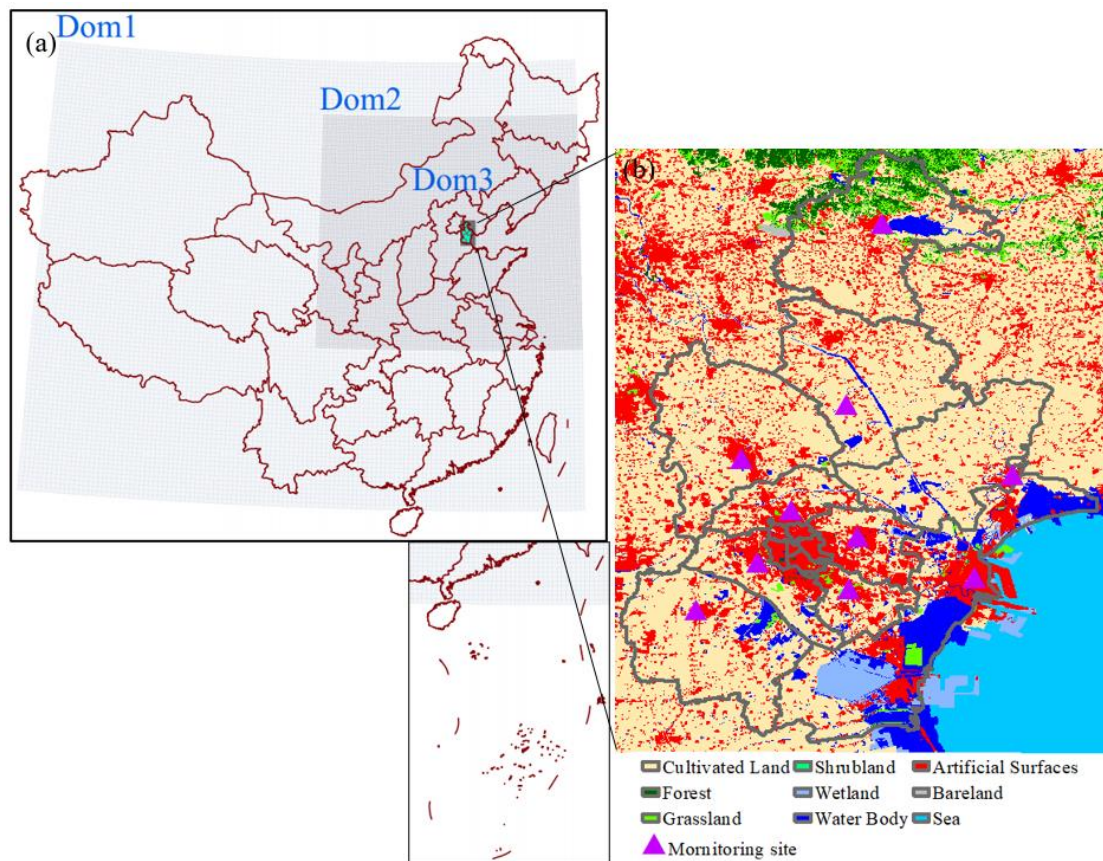 (a)
Dom1
Dom2
Dom3
(b)
Cultivated Land Shrubland Artificial Surfaces
Forest Wetland Bareland
Grassland Water Body Sea
Mornitoring site